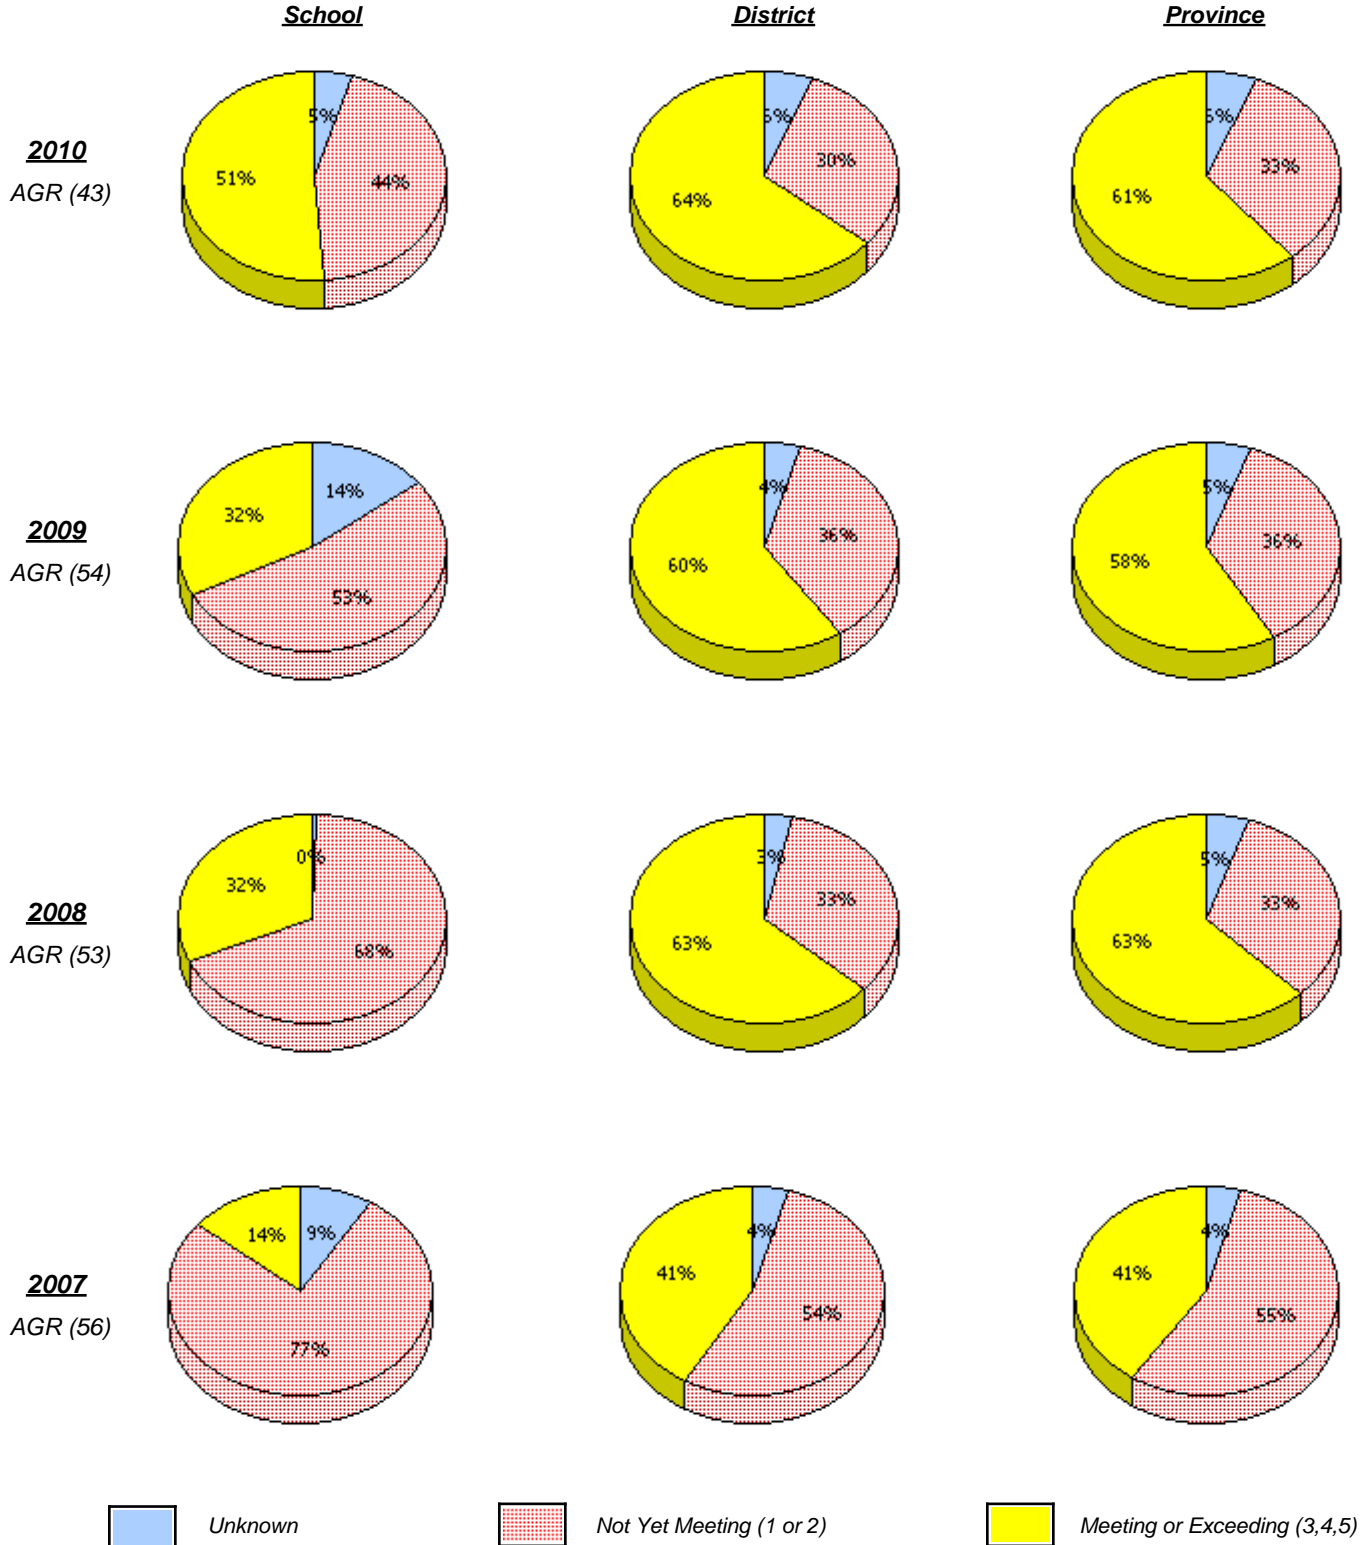 School District Province
5% 6% 6%
2010
AGR (43)
51% 44% 64% 30% 61% 33%
14% 4% 5%
2009
AGR (54)
32% 53% 60% 36% 58% 36%
0% 3% 5%
2008
AGR (53)
32% 68% 63% 33% 63% 33%
14% 9% 4% 4%
2007
AGR (56)
77% 41% 54% 41% 55%
Unknown Not Yet Meeting (1 or 2) Meeting or Exceeding (3,4,5)